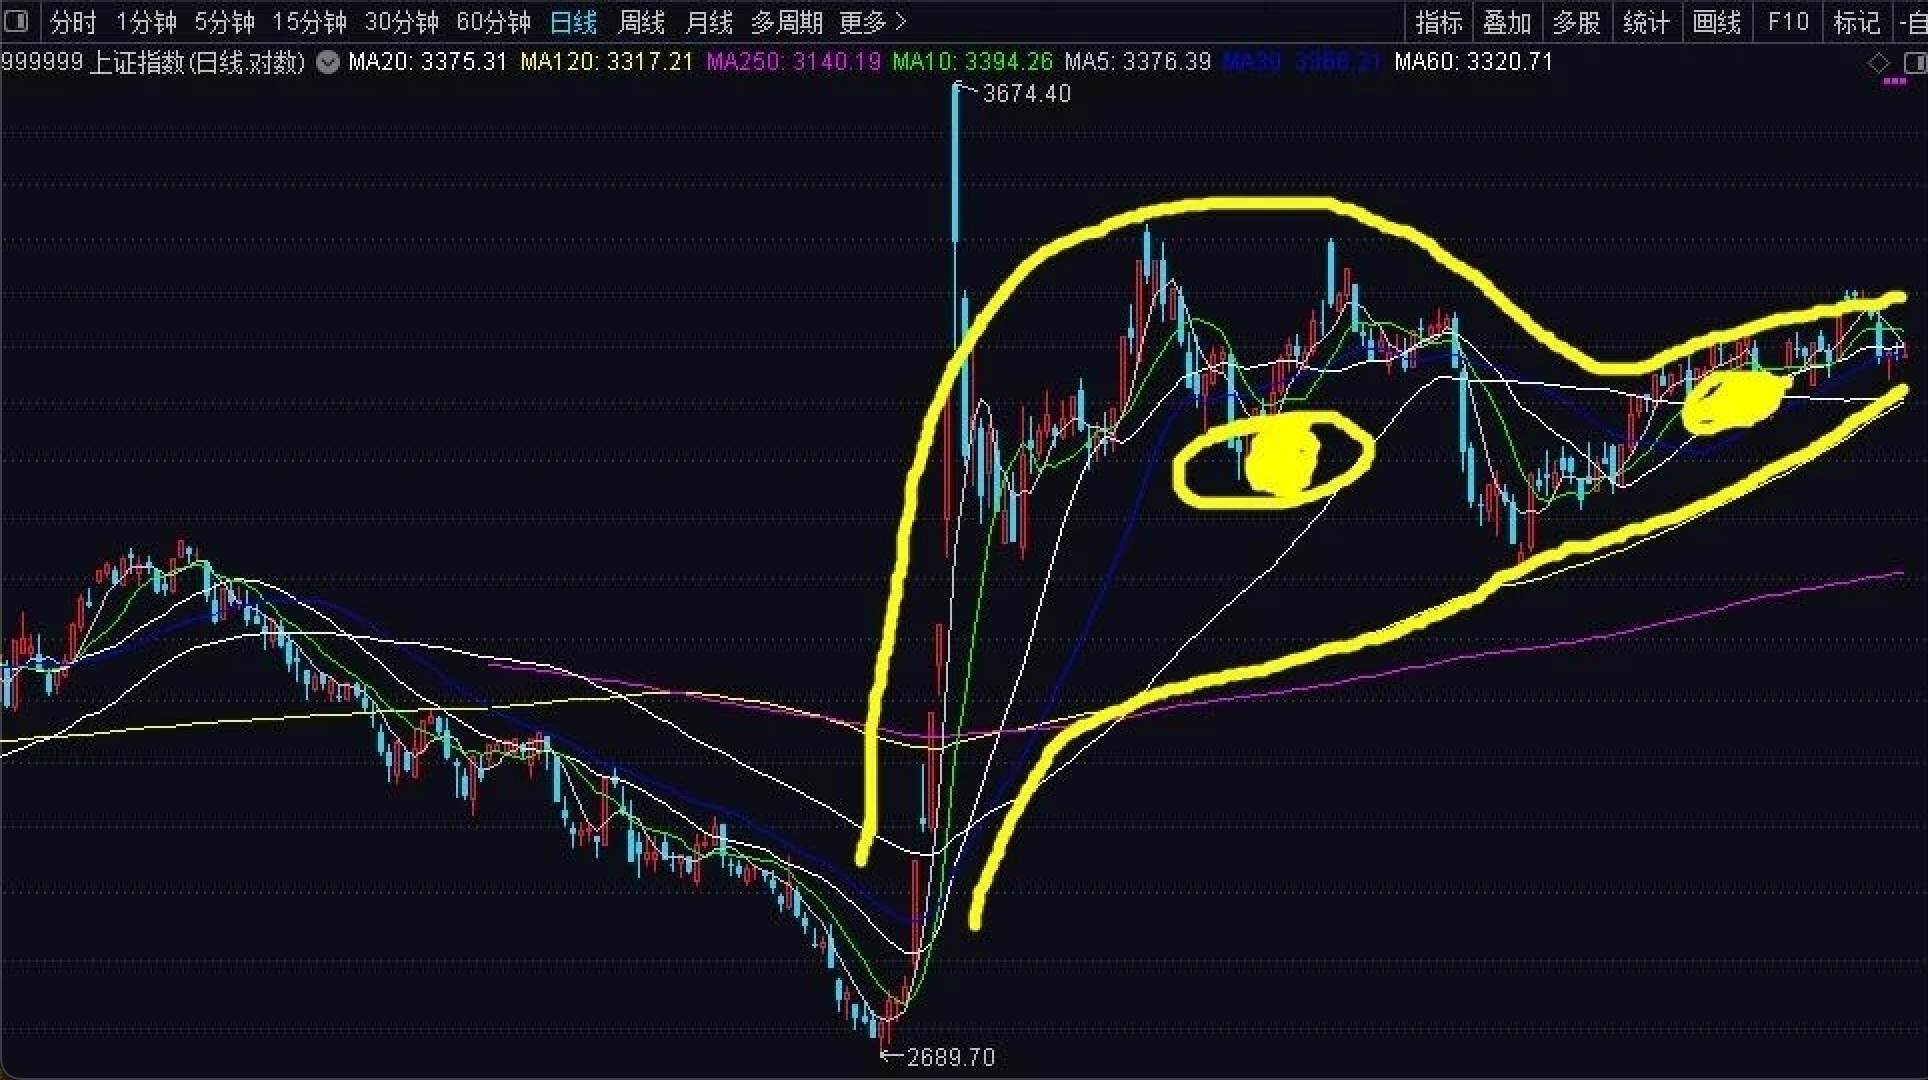 分时 1分钟 5分钟 15分钟 30分钟 60分钟 日线 周线 月线 多周期 更多 指标 叠加 多股 统计 画线 F10 标记 -自
999999 上证指数(日线.对数) MA20: 3375.31 MA120: 3317.21 MA250: 3140.19 MA10: 3394.26 MA5: 3376.39 MA30: MA60: 3320.71
3674.40
2689.70